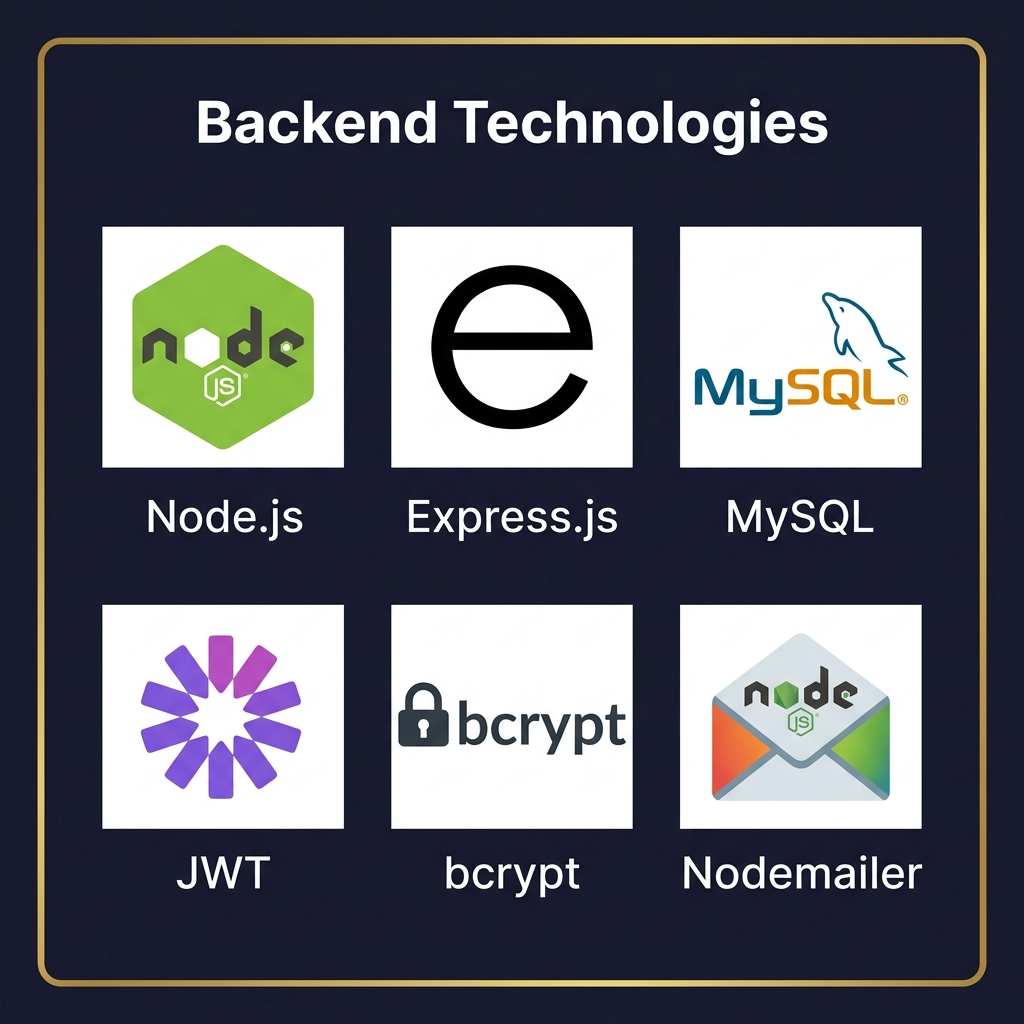 Backend Technologies
node
JS
e
MySQL®
Node.js
Express.js
MySQL
bcrypt
node
JS
JWT
bcrypt
Nodemailer